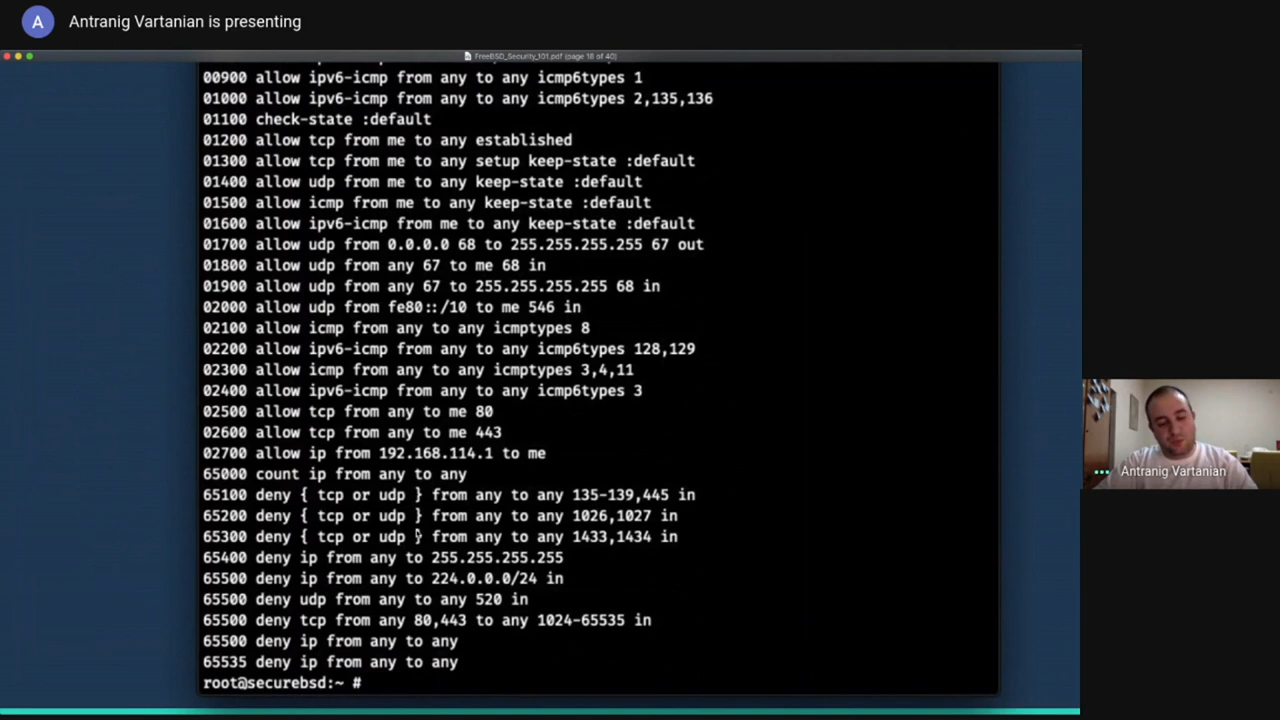 A
Antranig Vartanian is presenting
FreeBSD_Security_101.pdf (page 18 of 40)
00900 allow ipv6-icmp from any to any icmp6types 1
01000 allow ipv6-icmp from any to any icmp6types 2,135,136
01100 check-state :default
01200 allow tcp from me to any established
01300 allow tcp from me to any setup keep-state :default
01400 allow udp from me to any keep-state :default
01500 allow icmp from me to any keep-state :default
01600 allow ipv6-icmp from me to any keep-state :default
01700 allow udp from 0.0.0.0 68 to 255.255.255.255 67 out
01800 allow udp from any 67 to me 68 in
01900 allow udp from any 67 to 255.255.255.255 68 in
02000 allow udp from fe80::/10 to me 546 in
02100 allow icmp from any to any icmptypes 8
02200 allow ipv6-icmp from any to any icmp6types 128,129
02300 allow icmp from any to any icmptypes 3,4,11
02400 allow ipv6-icmp from any to any icmp6types 3
02500 allow tcp from any to me 80
02600 allow tcp from any to me 443
02700 allow ip from 192.168.114.1 to me
65000 count ip from any to any
65100 deny { tcp or udp } from any to any 135-139,445 in
65200 deny { tcp or udp } from any to any 1026,1027 in
65300 deny { tcp or udp } from any to any 1433,1434 in
65400 deny ip from any to 255.255.255.255
65500 deny ip from any to 224.0.0.0/24 in
65500 deny udp from any to any 520 in
65500 deny tcp from any 80,443 to any 1024-65535 in
65500 deny ip from any to any
65535 deny ip from any to any
root@securebsd:~ #
Antranig Vartanian